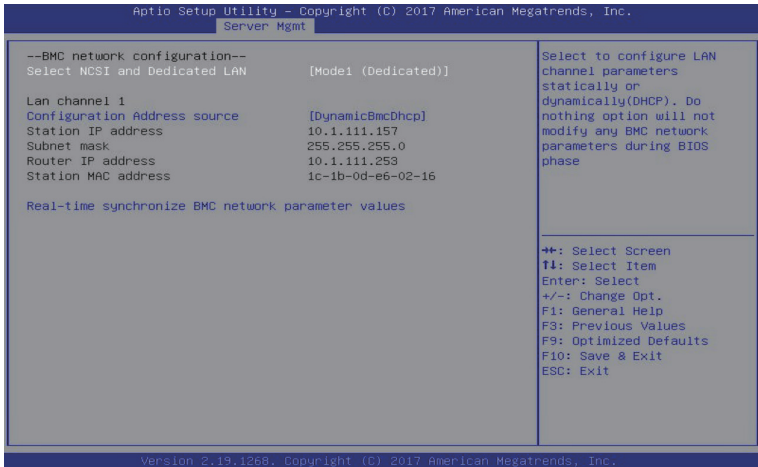 Aptio Setup Utility - Copyright (C) 2017 American Megatrends, Inc.
Server Mgmt
--BMC network configuration--
Select NCSI and Dedicated LAN [Mode1 (Dedicated)]
Lan channel 1
Configuration Address source [DynamicBmcDhcp]
Station IP address 10.1.111.157
Subnet mask 255.255.255.0
Router IP address 10.1.111.253
Station MAC address 1c-1b-0d-e6-02-16
Real-time synchronize BMC network parameter values
Select to configure LAN
channel parameters
statically or
dynamically(DHCP). Do
nothing option will not
modify any BMC network
parameters during BIOS
phase
→←: Select Screen
↑↓: Select Item
Enter: Select
+/-: Change Opt.
F1: General Help
F3: Previous Values
F9: Optimized Defaults
F10: Save & Exit
ESC: Exit
Version 2.19.1268. Copyright (C) 2017 American Megatrends, Inc.